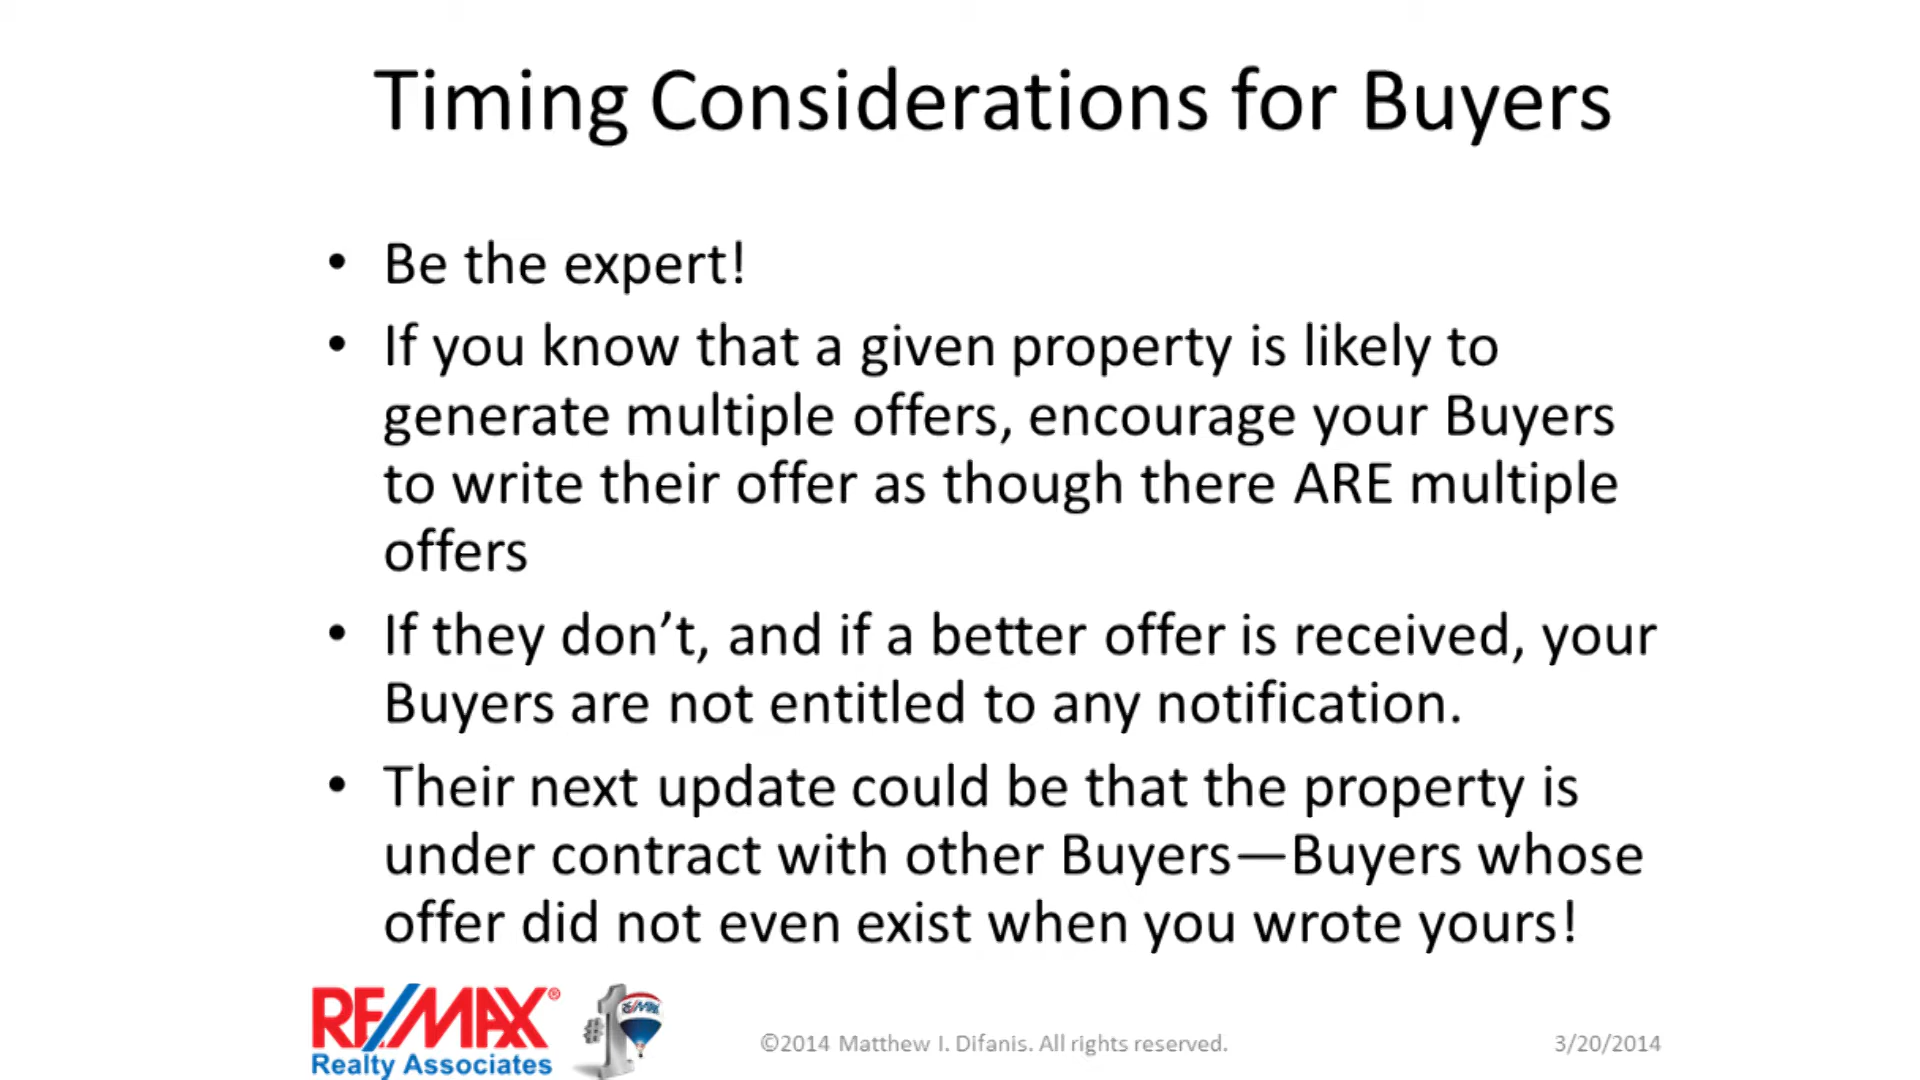 Timing Considerations for Buyers
• Be the expert!
• If you know that a given property is likely to
generate multiple offers, encourage your Buyers
to write their offer as though there ARE multiple
offers
• If they don’t, and if a better offer is received, your
Buyers are not entitled to any notification.
• Their next update could be that the property is
under contract with other Buyers—Buyers whose
offer did not even exist when you wrote yours!
RE/MAX®
Realty Associates
#1
RE/MAX
©2014 Matthew I. Difanis. All rights reserved.
3/20/2014